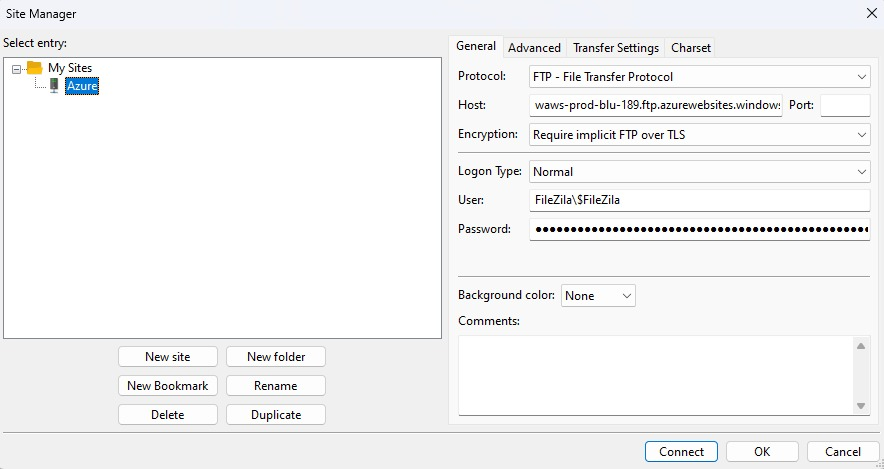 Site Manager
Select entry:
My Sites
Azure
New site
New folder
New Bookmark
Rename
Delete
Duplicate
General
Advanced
Transfer Settings
Charset
Protocol:
FTP - File Transfer Protocol
Host:
waws-prod-blu-189.ftp.azurewebsites.windows
Port:
Encryption:
Require implicit FTP over TLS
Logon Type:
Normal
User:
FileZila\$FileZila
Password:
Background color:
None
Comments:
Connect
OK
Cancel